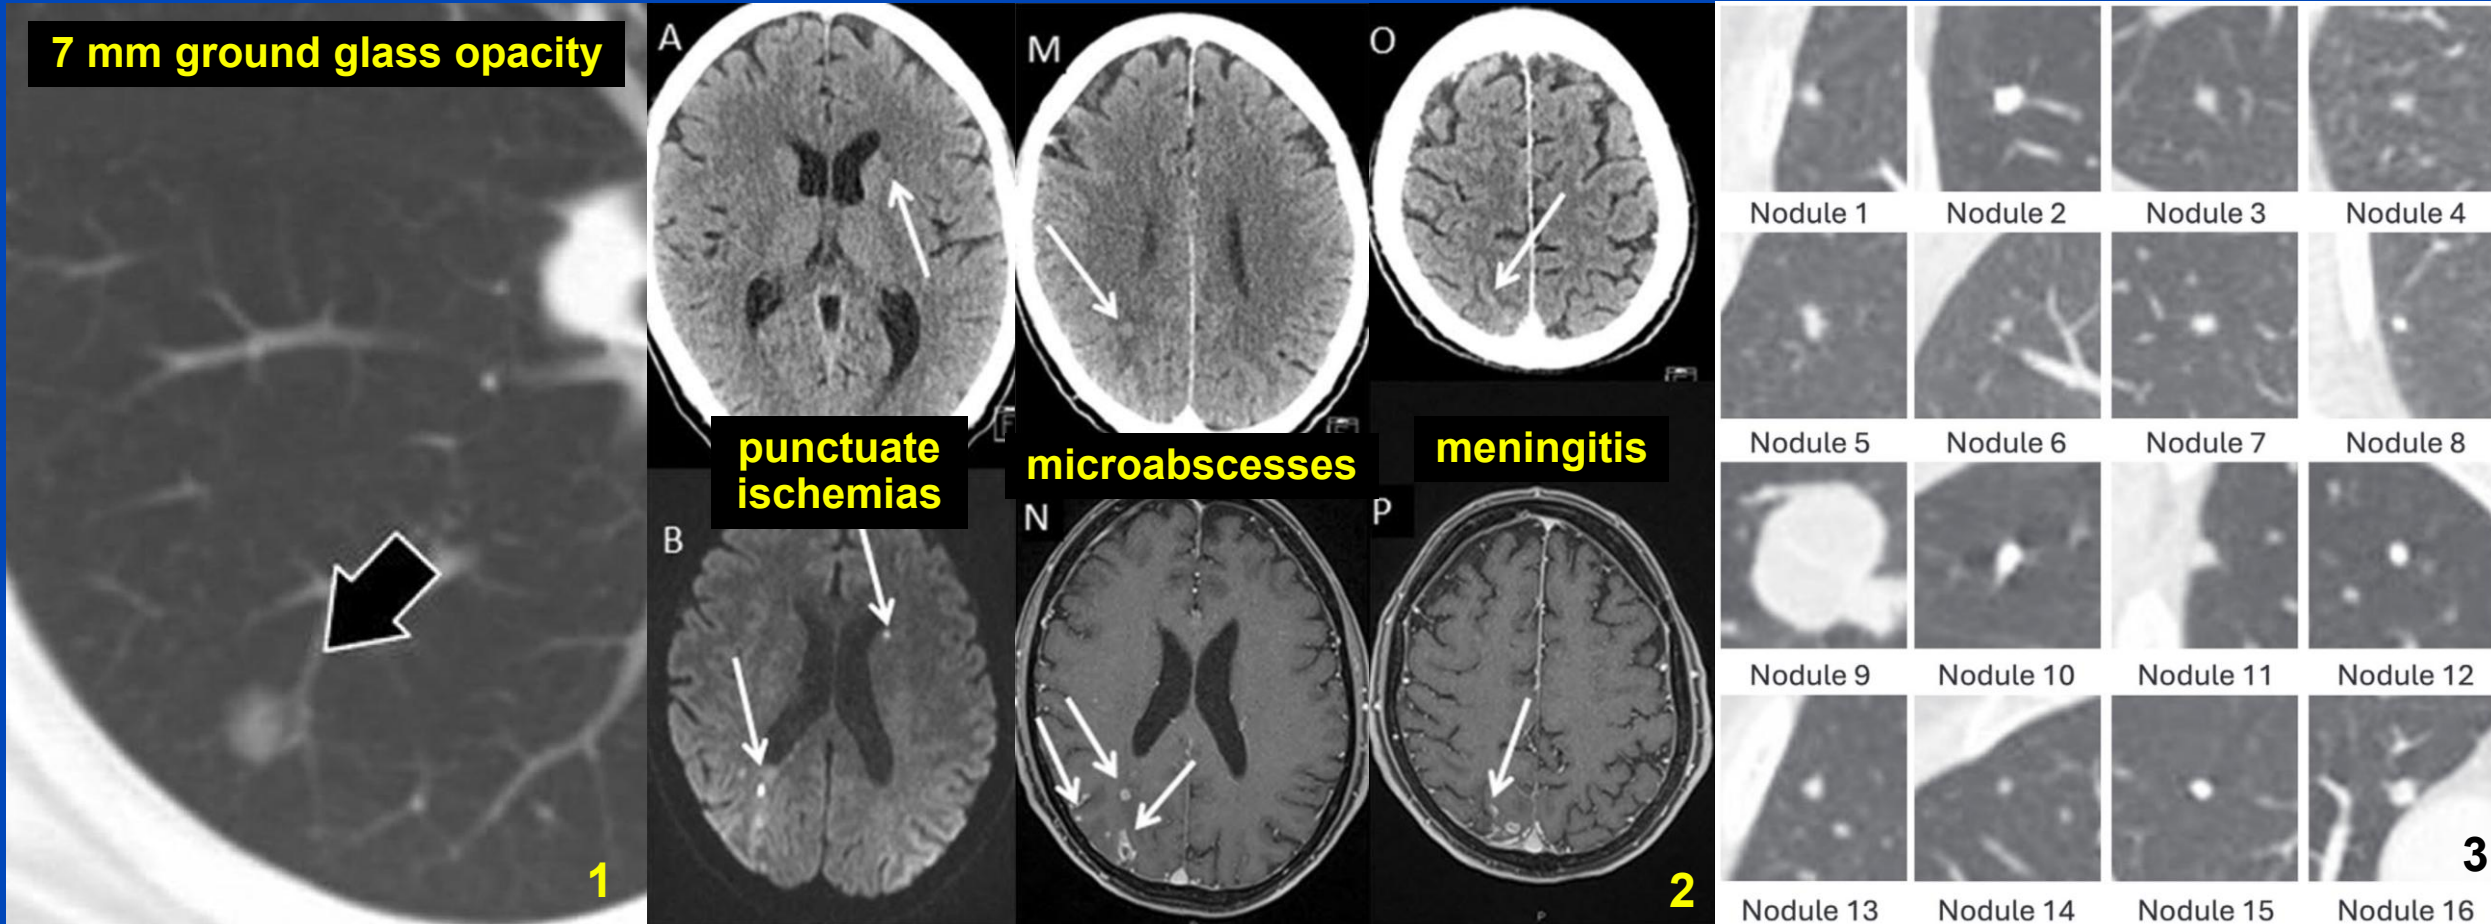 7 mm ground glass opacity
1
A
M
O
punctuate
ischemias
microabscesses
meningitis
B
N
P
2
Nodule 1
Nodule 2
Nodule 3
Nodule 4
Nodule 5
Nodule 6
Nodule 7
Nodule 8
Nodule 9
Nodule 10
Nodule 11
Nodule 12
Nodule 13
Nodule 14
Nodule 15
Nodule 16
3